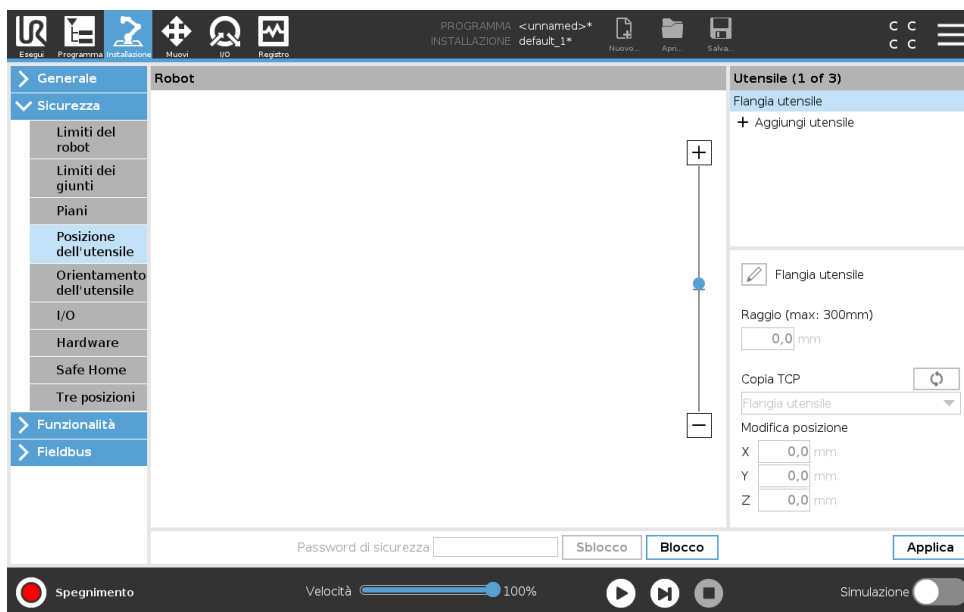 PROGRAMMA <unnamed>*
INSTALLAZIONE default_1*
Esegui
Programma
Installazione
Muovi
I/O
Registro
Nuovo...
Apri...
Salva...
C C
C C
Generale
Sicurezza
Limiti del
robot
Limiti dei
giunti
Piani
Posizione
dell'utensile
Orientamento
dell'utensile
I/O
Hardware
Safe Home
Tre posizioni
Funzionalità
Fieldbus
Robot
Utensile (1 of 3)
Flangia utensile
+ Aggiungi utensile
Flangia utensile
Raggio (max: 300mm)
0,0 mm
Copia TCP
Flangia utensile
Modifica posizione
X 0,0 mm
Y 0,0 mm
Z 0,0 mm
Password di sicurezza
Sblocco
Blocco
Applica
Spegnimento
Velocità 100%
Simulazione